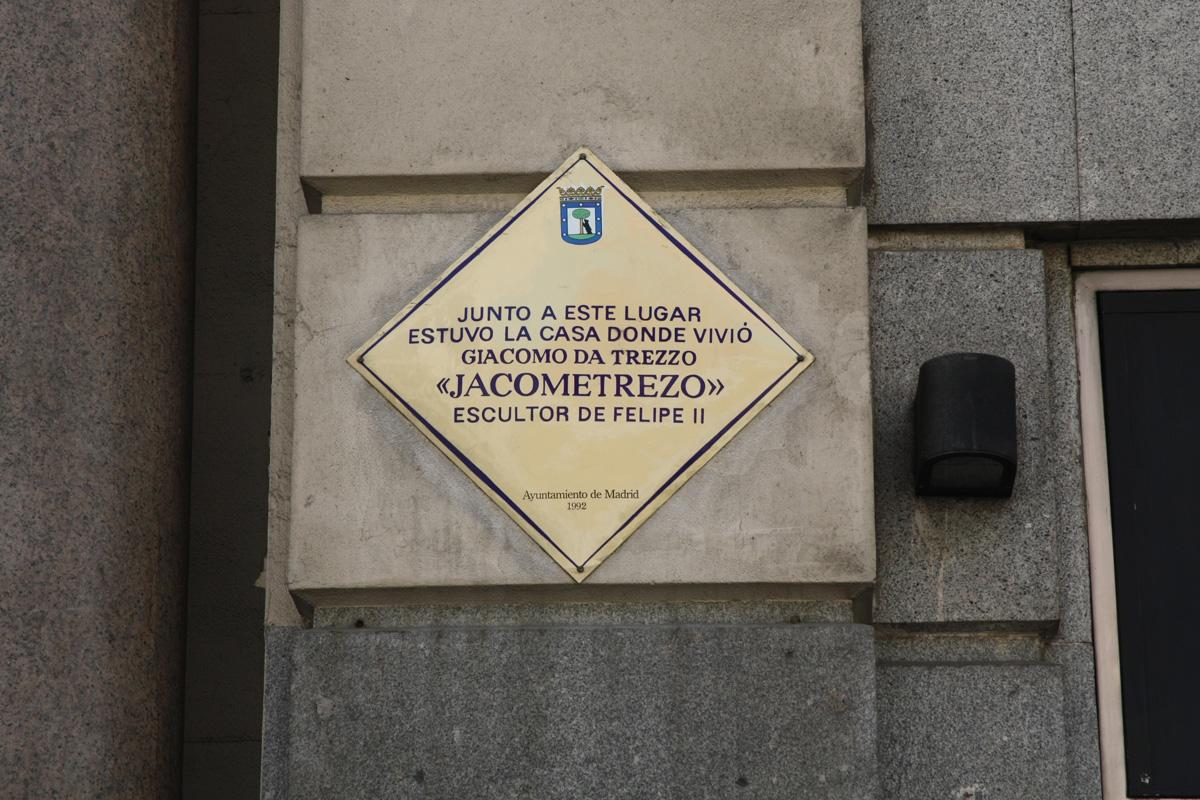 JUNTO A ESTE LUGAR
ESTUVO LA CASA DONDE VIVIÓ
GIACOMO DA TREZZO
«JACOMETREZO»
ESCULTOR DE FELIPE II
Ayuntamiento de Madrid
1992